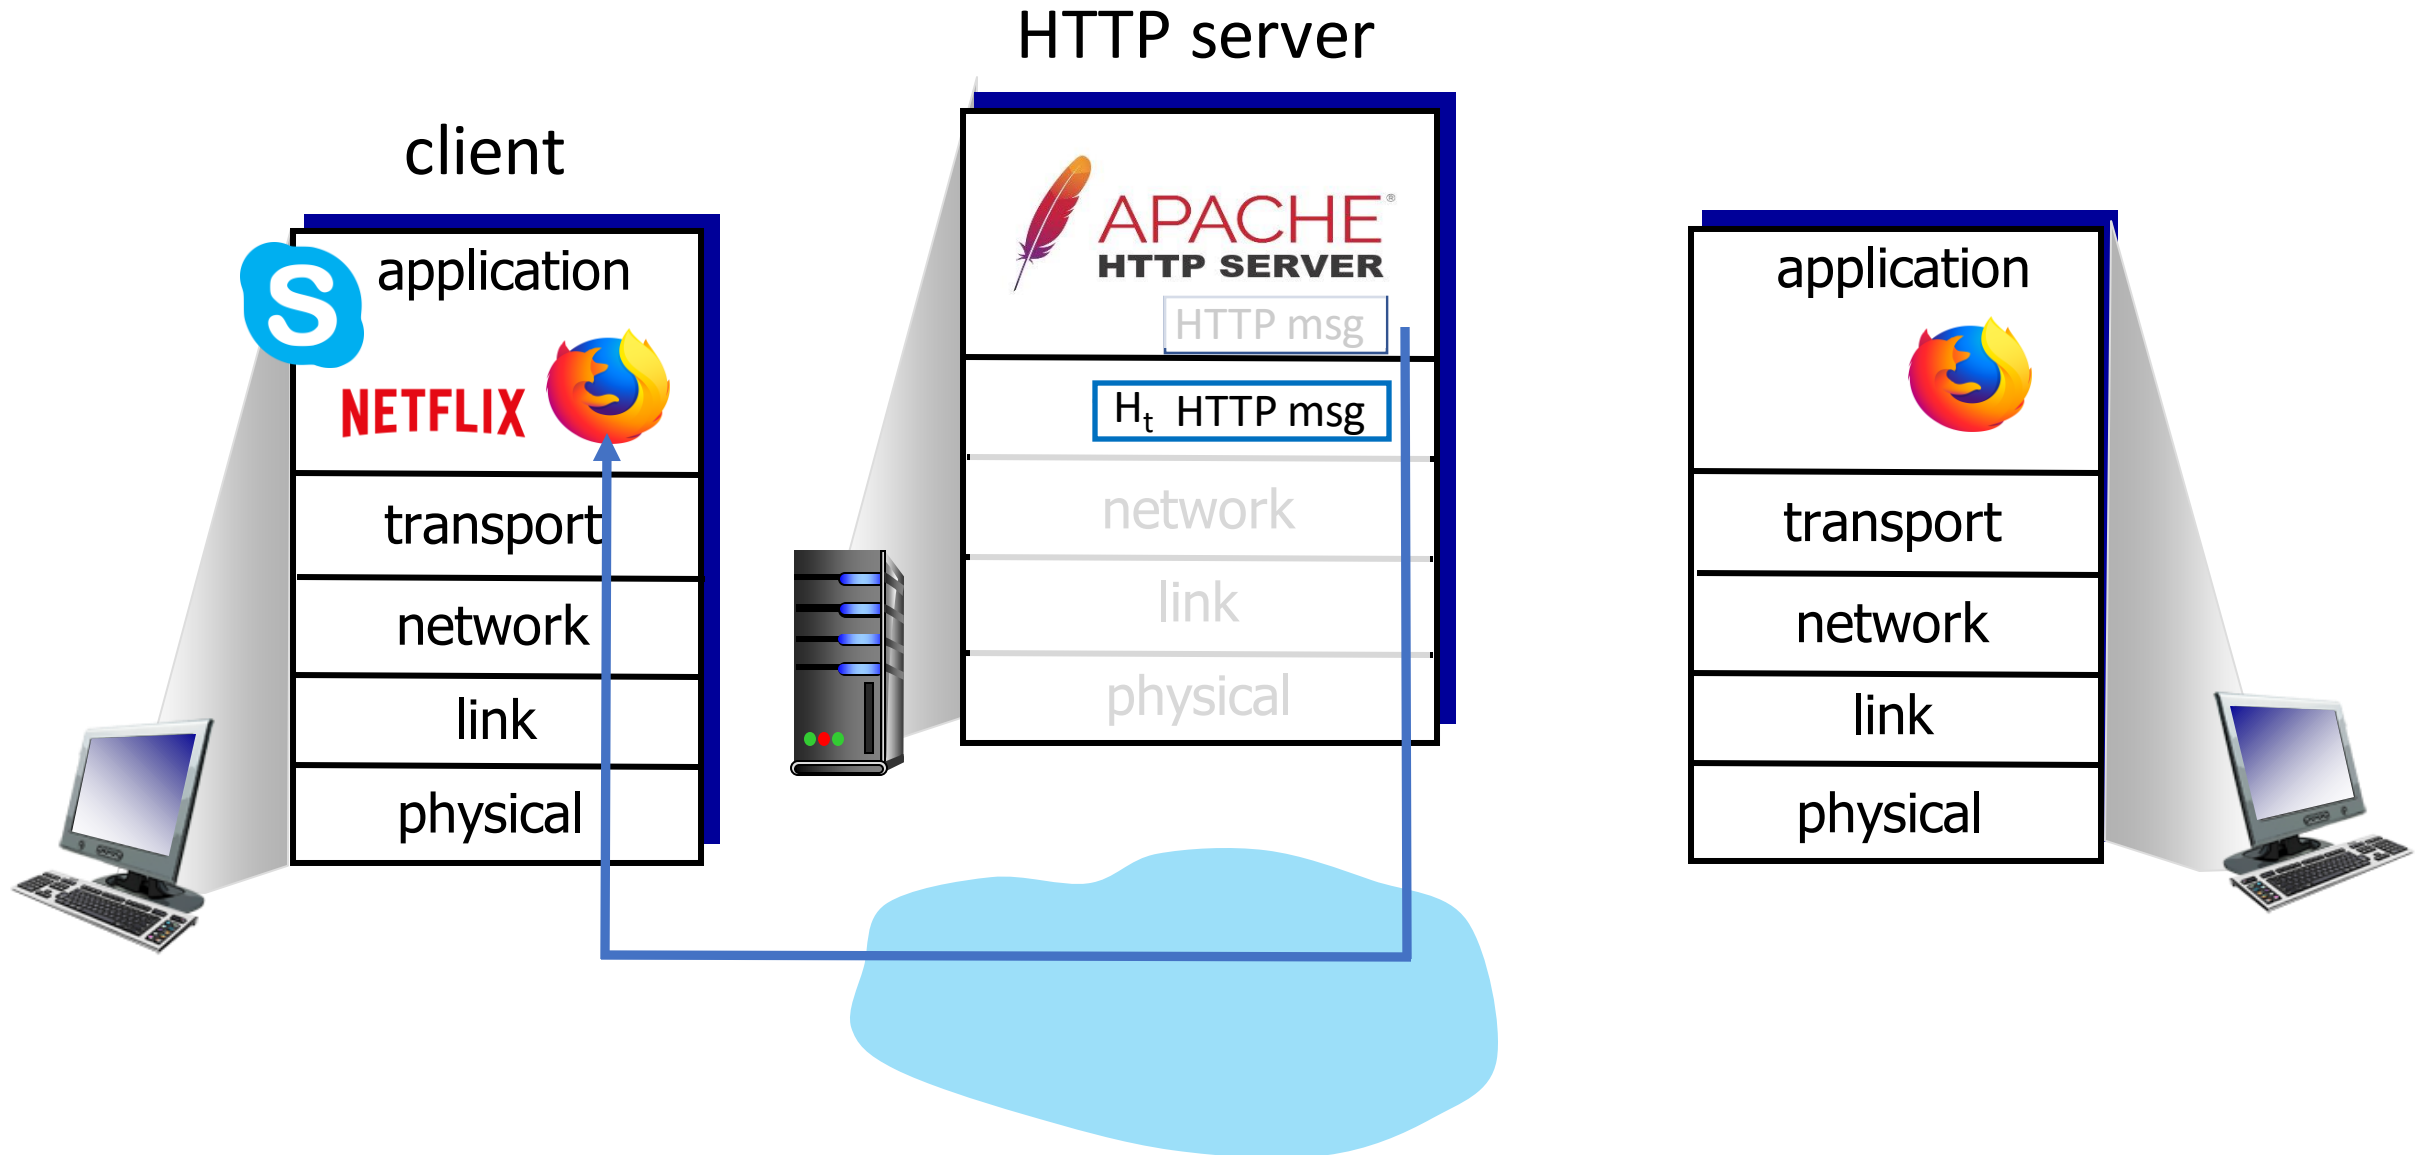 HTTP server
client
application
S
NETFLIX
transport
network
link
physical
APACHE®
HTTP SERVER
HTTP msg
Ht HTTP msg
network
link
physical
application
transport
network
link
physical